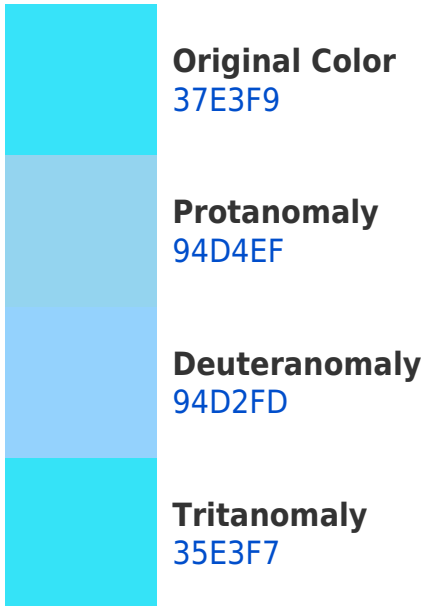 Original Color
37E3F9
Protanomaly
94D4EF
Deuteranomaly
94D2FD
Tritanomaly
35E3F7